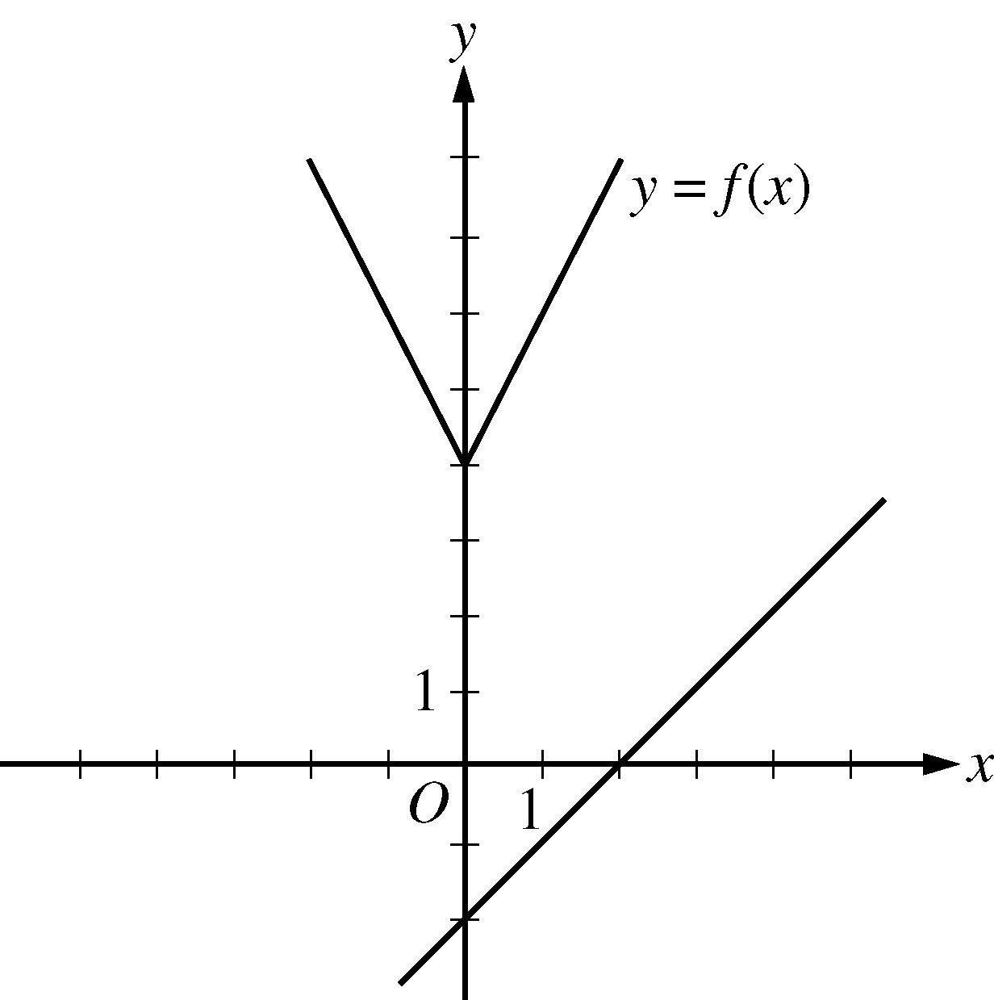 y
y = f(x)
1
x
O
1